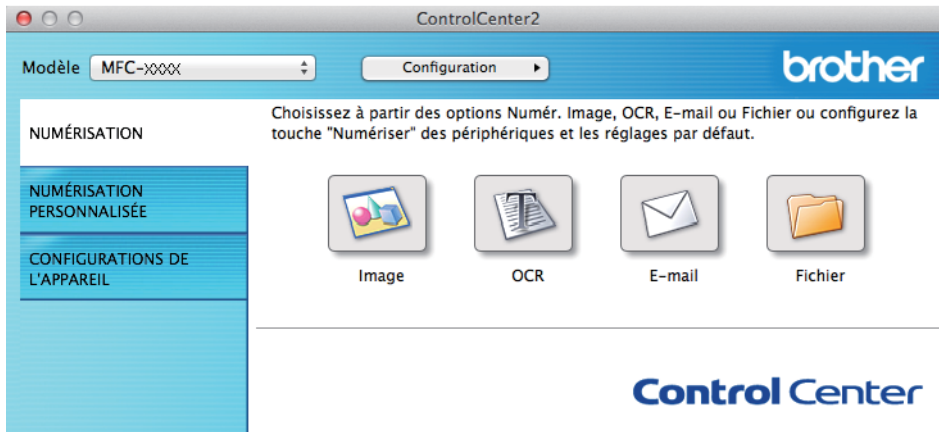 ControlCenter2
Modèle MFC-XXXX Configuration brother
NUMÉRISATION
Choisissez à partir des options Numér. Image, OCR, E-mail ou Fichier ou configurez la
touche "Numériser" des périphériques et les réglages par défaut.
NUMÉRISATION
PERSONNALISÉE
CONFIGURATIONS DE
L'APPAREIL
Image OCR E-mail Fichier
Control Center